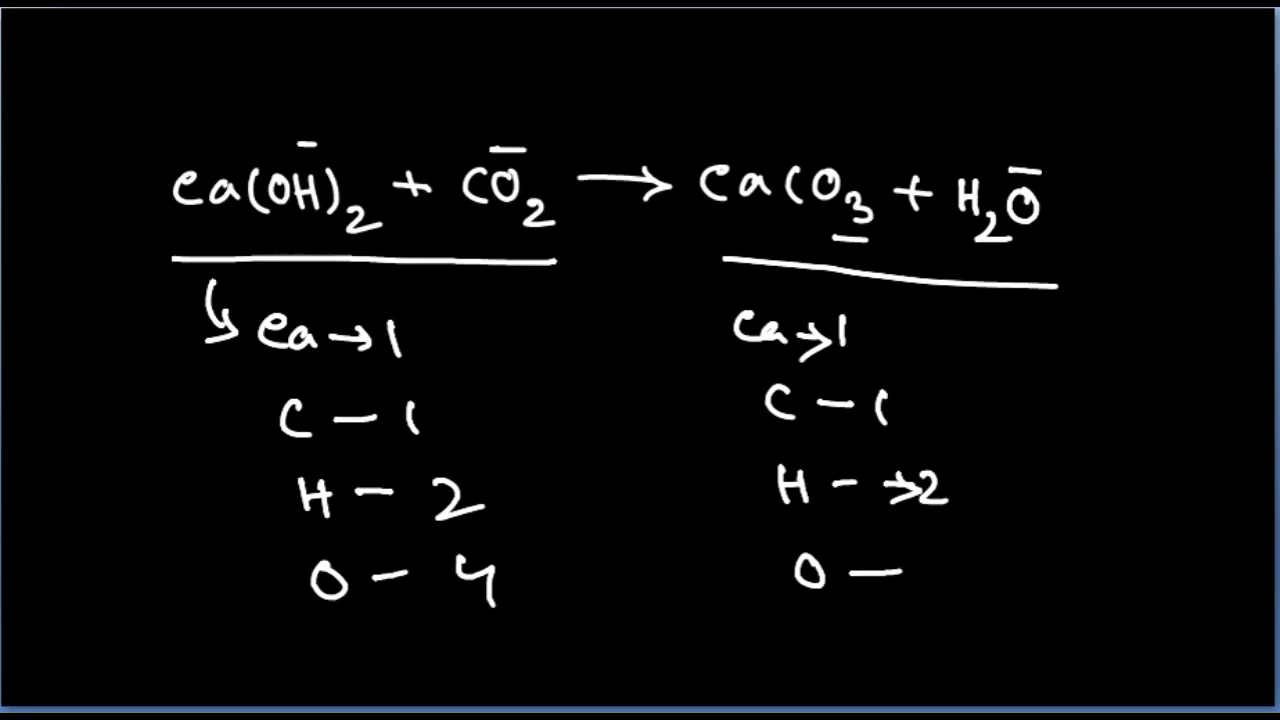 Ca(OH)₂ + CO₂ → CaCO₃ + H₂O
Ca → 1
C — 1
H — 2
O — 4
Ca → 1
C — 1
H - → 2
O —